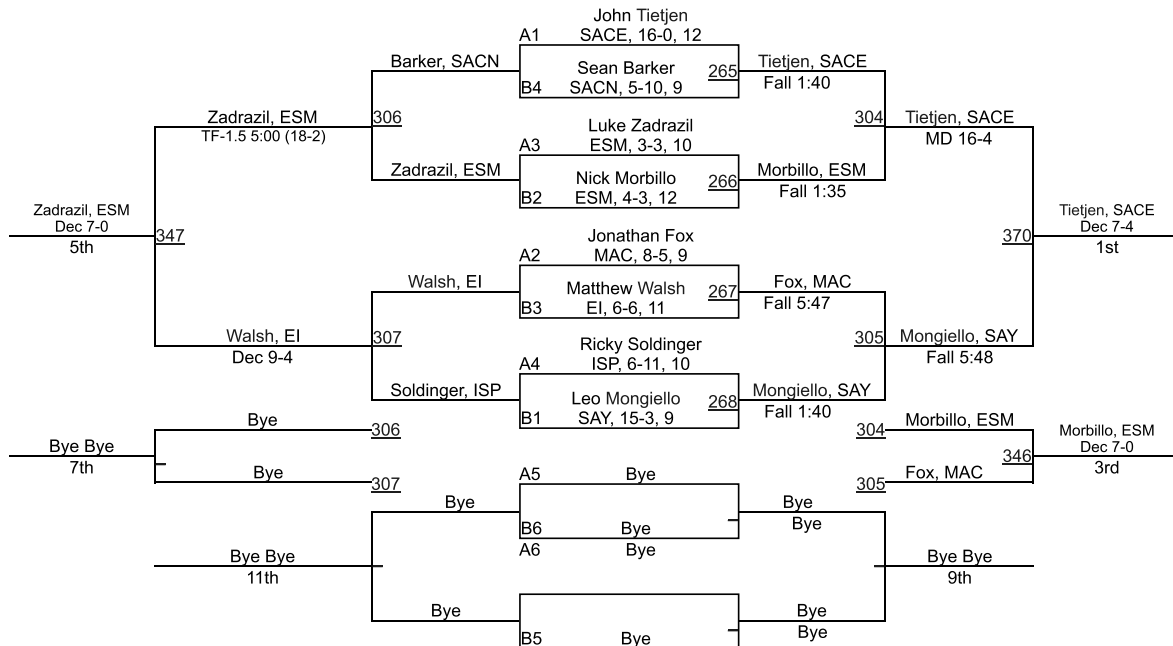 John Tietjen
A1 SACE, 16-0, 12
Barker, SACN
Sean Barker
265
Tietjen, SACE
B4 SACN, 5-10, 9
Fall 1:40
Zadrazil, ESM
306
TF-1.5 5:00 (18-2)
304
Tietjen, SACE
MD 16-4
Luke Zadrazil
A3 ESM, 3-3, 10
Zadrazil, ESM
Nick Morbillo
266
Morbillo, ESM
B2 ESM, 4-3, 12
Fall 1:35
Zadrazil, ESM
Dec 7-0
5th
347
370
Tietjen, SACE
Dec 7-4
1st
Jonathan Fox
A2 MAC, 8-5, 9
Walsh, EI
Matthew Walsh
267
Fox, MAC
B3 EI, 6-6, 11
Fall 5:47
Walsh, EI
307
Dec 9-4
305
Mongiello, SAY
Fall 5:48
Ricky Soldinger
A4 ISP, 6-11, 10
Soldinger, ISP
Leo Mongiello
268
Mongiello, SAY
B1 SAY, 15-3, 9
Fall 1:40
Bye
306
304
Morbillo, ESM
Bye Bye
7th
346
Morbillo, ESM
Dec 7-0
3rd
Bye
307
305
Fox, MAC
A5 Bye
Bye
Bye
B6 Bye
Bye
A6 Bye
Bye Bye
11th
Bye Bye
9th
Bye
Bye
B5 Bye
Bye